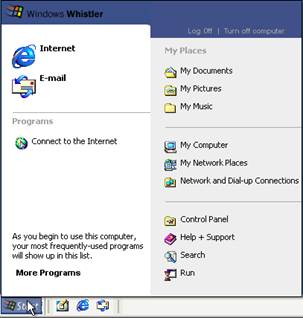 Windows Whistler
Log Off | Turn off computer
Internet
E-mail
Programs
Connect to the Internet
As you begin to use this computer,
your most frequently-used programs
will show up in this list.
More Programs
My Places
My Documents
My Pictures
My Music
My Computer
My Network Places
Network and Dial-up Connections
Control Panel
Help + Support
Search
Run
Start